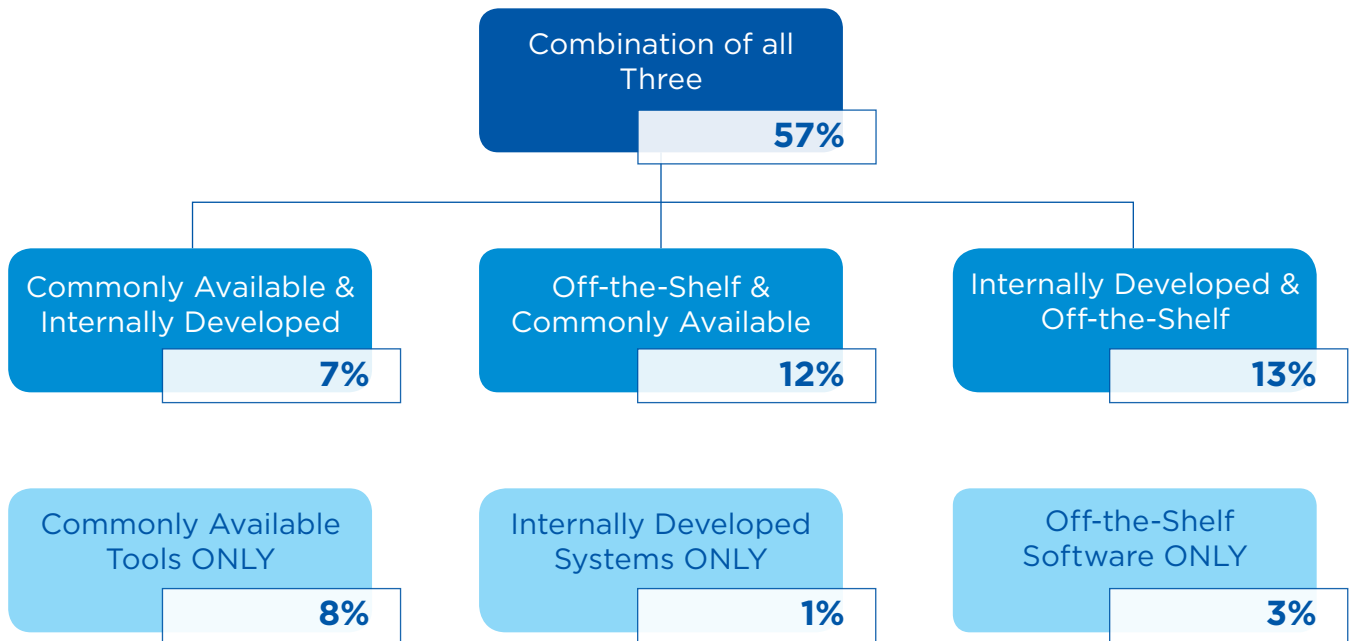 Combination of all
Three
57%
Commonly Available &
Internally Developed
7%
Off-the-Shelf &
Commonly Available
12%
Internally Developed &
Off-the-Shelf
13%
Commonly Available
Tools ONLY
8%
Internally Developed
Systems ONLY
1%
Off-the-Shelf
Software ONLY
3%